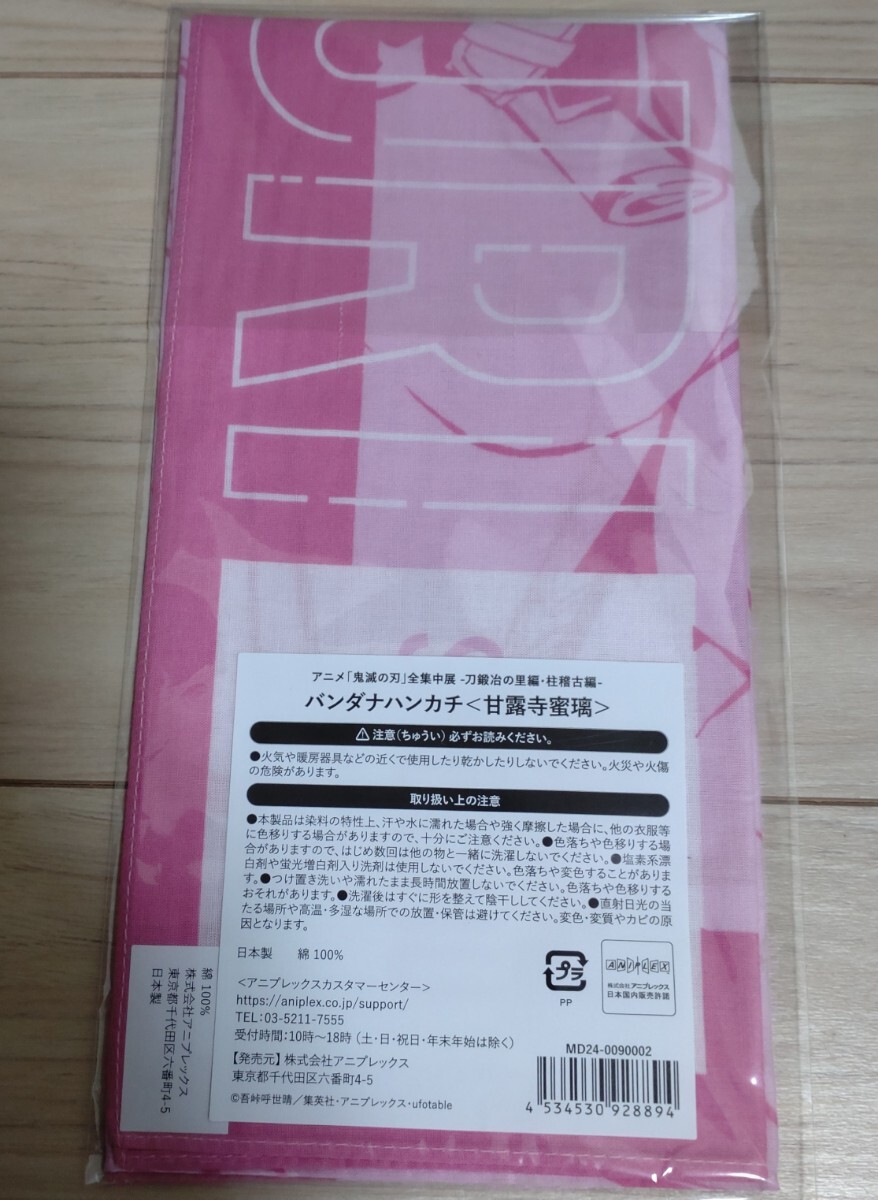 URI
アニメ「鬼滅の刃」全集中展 -刀鍛冶の里編・柱稽古編-
バンダナハンカチ<甘露寺蜜璃>
⚠注意(ちゅうい) 必ずお読みください。
●火気や暖房器具などの近くで使用したり乾かしたりしないでください。火災や火傷
の危険があります。
取り扱い上の注意
●本製品は染料の特性上、汗や水に濡れた場合や強く摩擦した場合に、他の衣服等
に色移りする場合がありますので、十分にご注意ください。●色落ちや色移りする場
合がありますので、はじめ数回は他の物と一緒に洗濯しないでください。●塩素系漂
白剤や蛍光増白剤入り洗剤は使用しないでください。色落ちや変色することがありま
す。●つけ置き洗いや濡れたまま長時間放置しないでください。色落ちや色移りする
おそれがあります。●洗濯後はすぐに形を整えて陰干ししてください。●直射日光の当
たる場所や高温・多湿な場所での放置・保管は避けてください。変色・変質やカビの原
因となります。
日本製 綿 100%
プラ
PP
ANIPLEX
株式会社アニプレックス
日本国内販売許諾
<アニプレックスカスタマーセンター>
https://aniplex.co.jp/support/
TEL:03-5211-7555
受付時間:10時～18時 (土・日・祝日・年末年始は除く)
【発売元】 株式会社アニプレックス
東京都千代田区六番町4-5
©吾峠呼世晴／集英社・アニプレックス・ufotable
MD24-0090002
4 534530 928894
綿 100%
株式会社アニプレックス
東京都千代田区六番町4-5
日本製